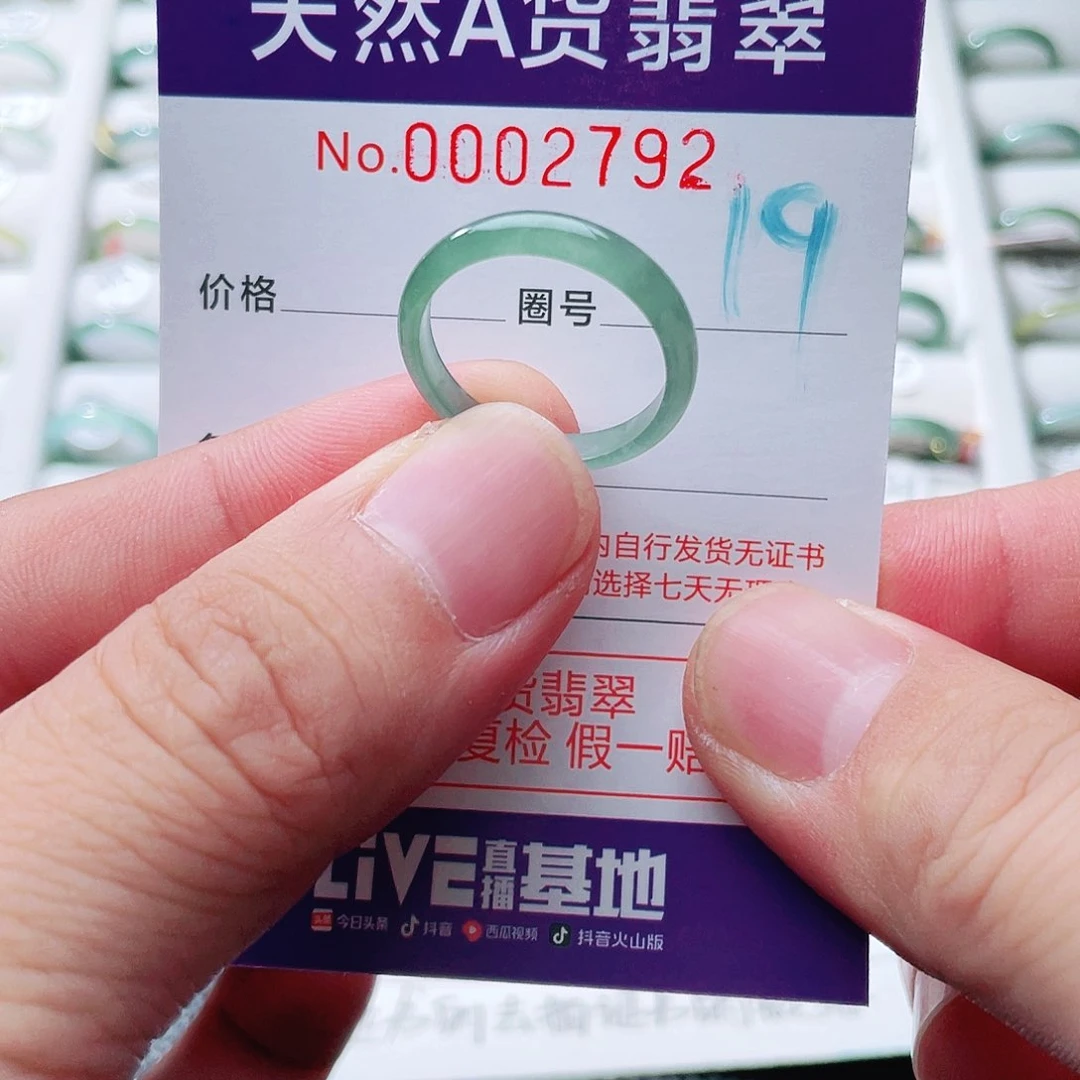 天然A货翡翠
No.0002792
19
价格 圈号
内自行发货无证书
选择七天无理
货翡翠
复检 假一赔
LiVE直播基地
头条 今日头条 抖音 西瓜视频 抖音火山版